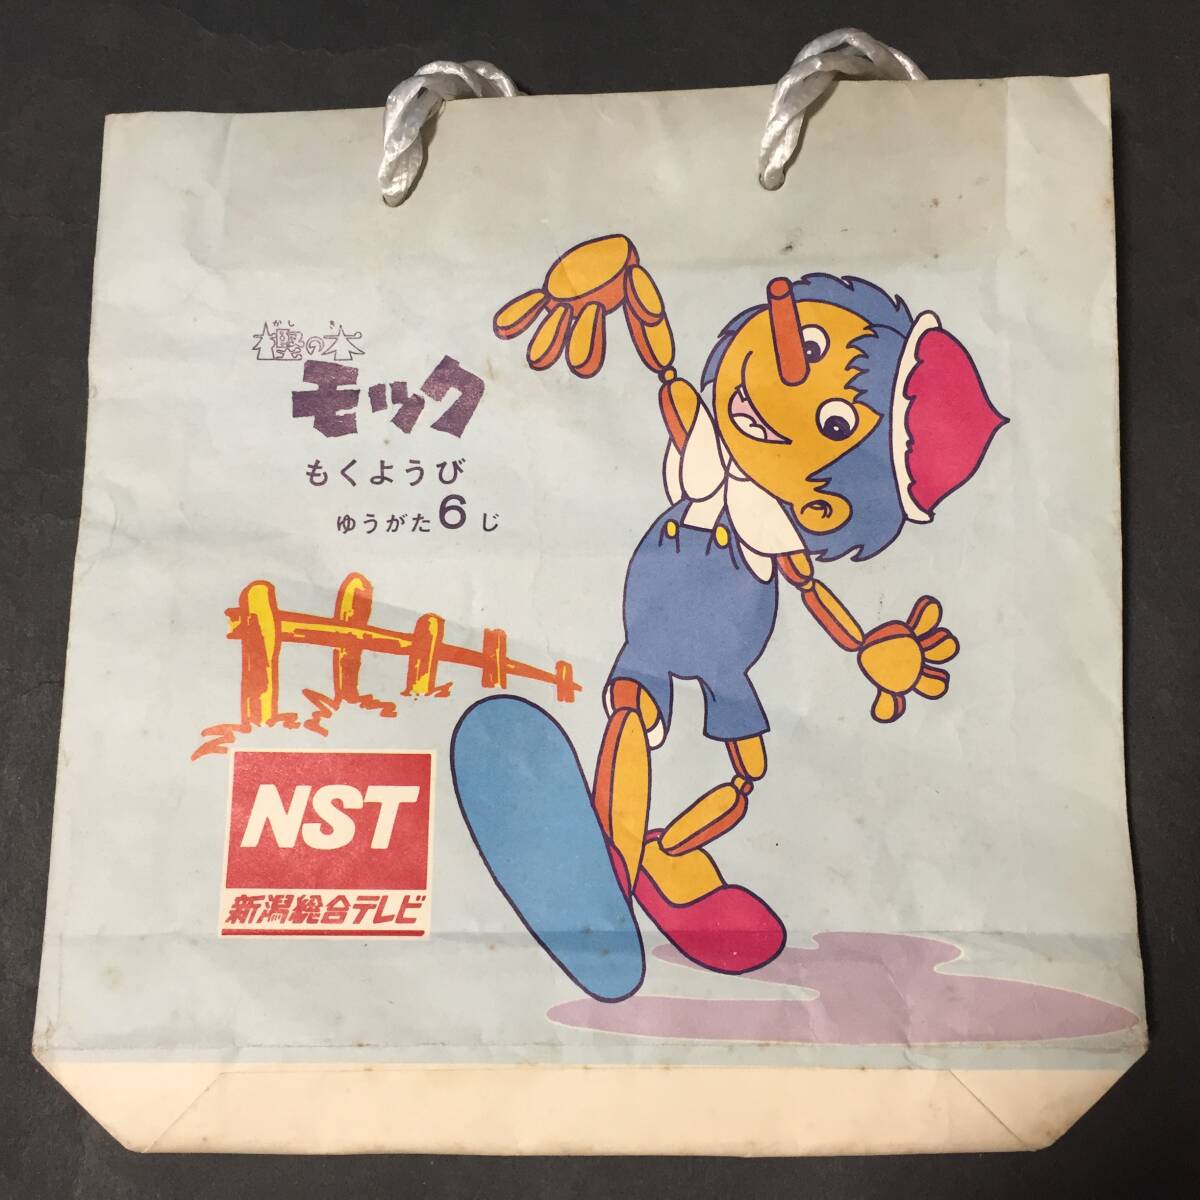 かし き
樫の木
モック
もくようび
ゆうがた6じ
NST
新潟総合テレビ